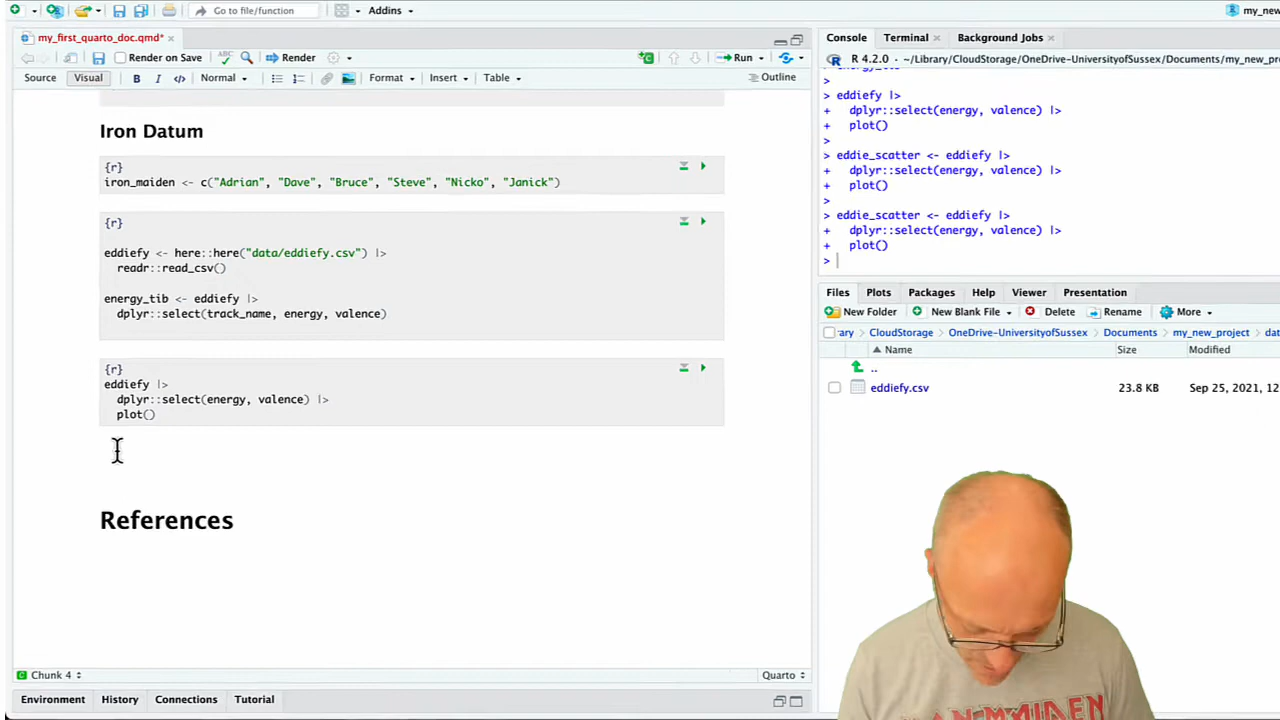 Go to file/function
Addins
my_new
my_first_quarto_doc.qmd*
Render on Save
ABC
Render
Run
Source
Visual
B
I
</>
Normal
Format
Insert
Table
Outline
Iron Datum
{r}
iron_maiden <- c("Adrian", "Dave", "Bruce", "Steve", "Nicko", "Janick")
{r}
eddiefy <- here::here("data/eddiefy.csv") |>
readr::read_csv()
energy_tib <- eddiefy |>
dplyr::select(track_name, energy, valence)
{r}
eddiefy |>
dplyr::select(energy, valence) |>
plot()
References
Chunk 4
Quarto
Environment
History
Connections
Tutorial
Console
Terminal
Background Jobs
R 4.2.0 · ~/Library/CloudStorage/OneDrive-UniversityofSussex/Documents/my_new_pro
>
> eddiefy |>
+ dplyr::select(energy, valence) |>
+ plot()
>
> eddie_scatter <- eddiefy |>
+ dplyr::select(energy, valence) |>
+ plot()
>
> eddie_scatter <- eddiefy |>
+ dplyr::select(energy, valence) |>
+ plot()
>
Files
Plots
Packages
Help
Viewer
Presentation
New Folder
New Blank File
Delete
Rename
More
ary > CloudStorage > OneDrive-UniversityofSussex > Documents > my_new_project > dat
Name
Size
Modified
..
eddiefy.csv
23.8 KB
Sep 25, 2021, 12
IRON MAIDEN